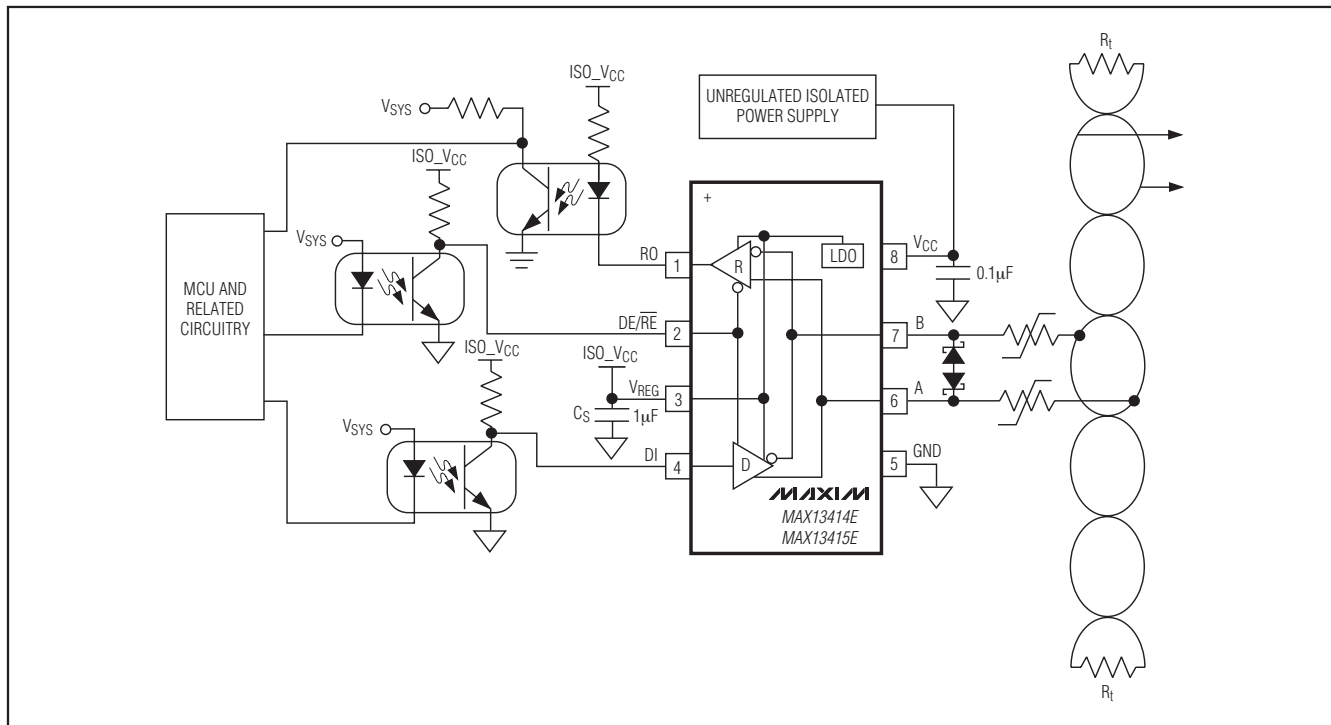 Rt
ISO_VCC
VSYS
UNREGULATED ISOLATED
POWER SUPPLY
ISO_VCC
+
MCU AND
RELATED
CIRCUITRY
VSYS
RO
1
R
LDO
8
VCC
0.1μF
DE/RE
2
7
B
ISO_VCC
ISO_VCC
VREG
3
6
A
CS
1μF
VSYS
DI
4
D
5
GND
MAXIM
MAX13414E
MAX13415E
Rt